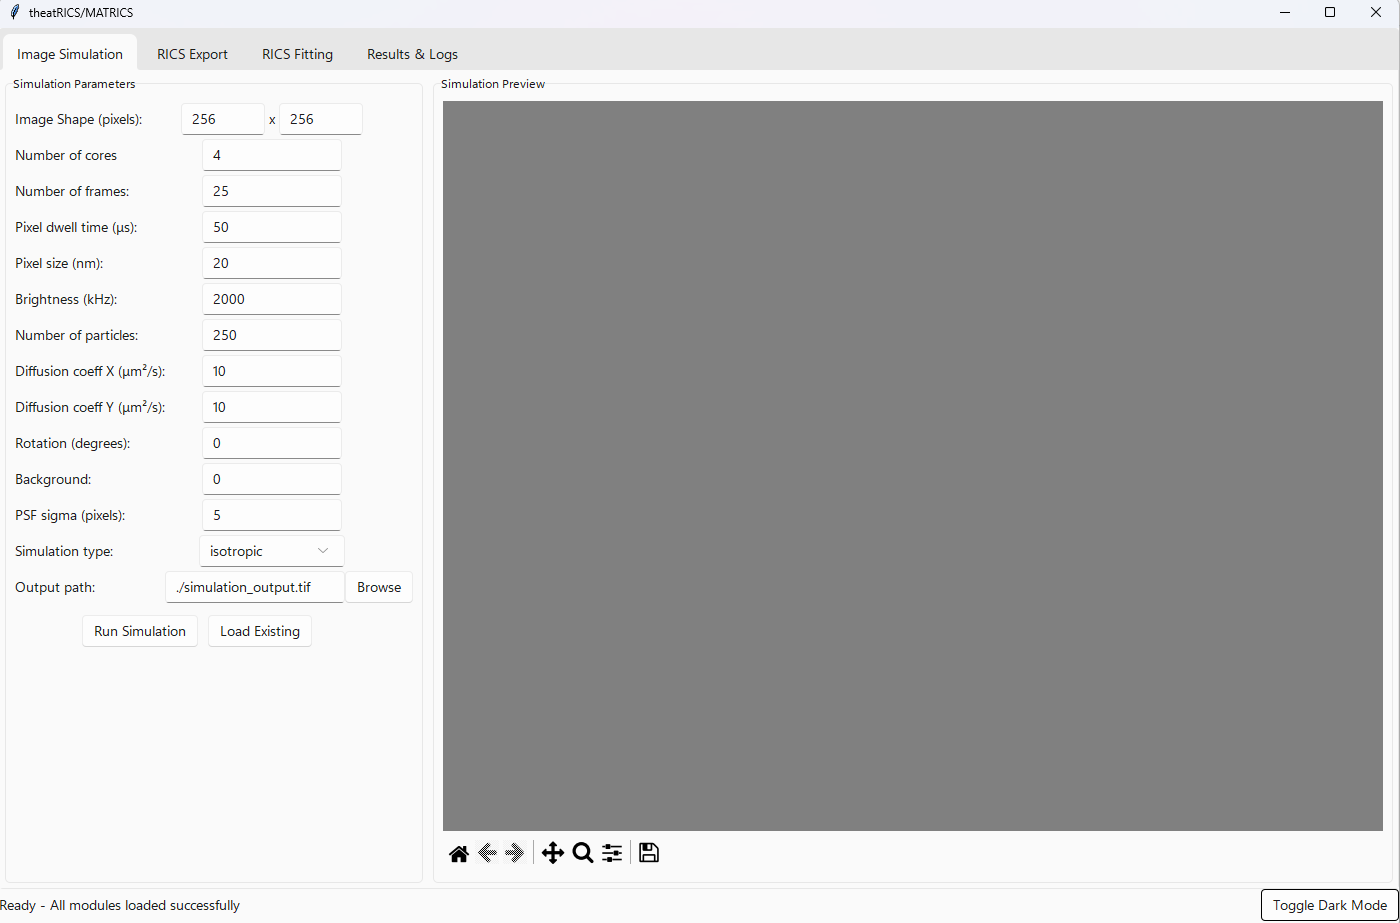 theatRICS/MATRICS
Image Simulation RICS Export RICS Fitting Results & Logs
Simulation Parameters
Image Shape (pixels): 256 x 256
Number of cores 4
Number of frames: 25
Pixel dwell time (µs): 50
Pixel size (nm): 20
Brightness (kHz): 2000
Number of particles: 250
Diffusion coeff X (µm²/s): 10
Diffusion coeff Y (µm²/s): 10
Rotation (degrees): 0
Background: 0
PSF sigma (pixels): 5
Simulation type: isotropic
Output path: ./simulation_output.tif Browse
Run Simulation Load Existing
Simulation Preview
Ready - All modules loaded successfully
Toggle Dark Mode